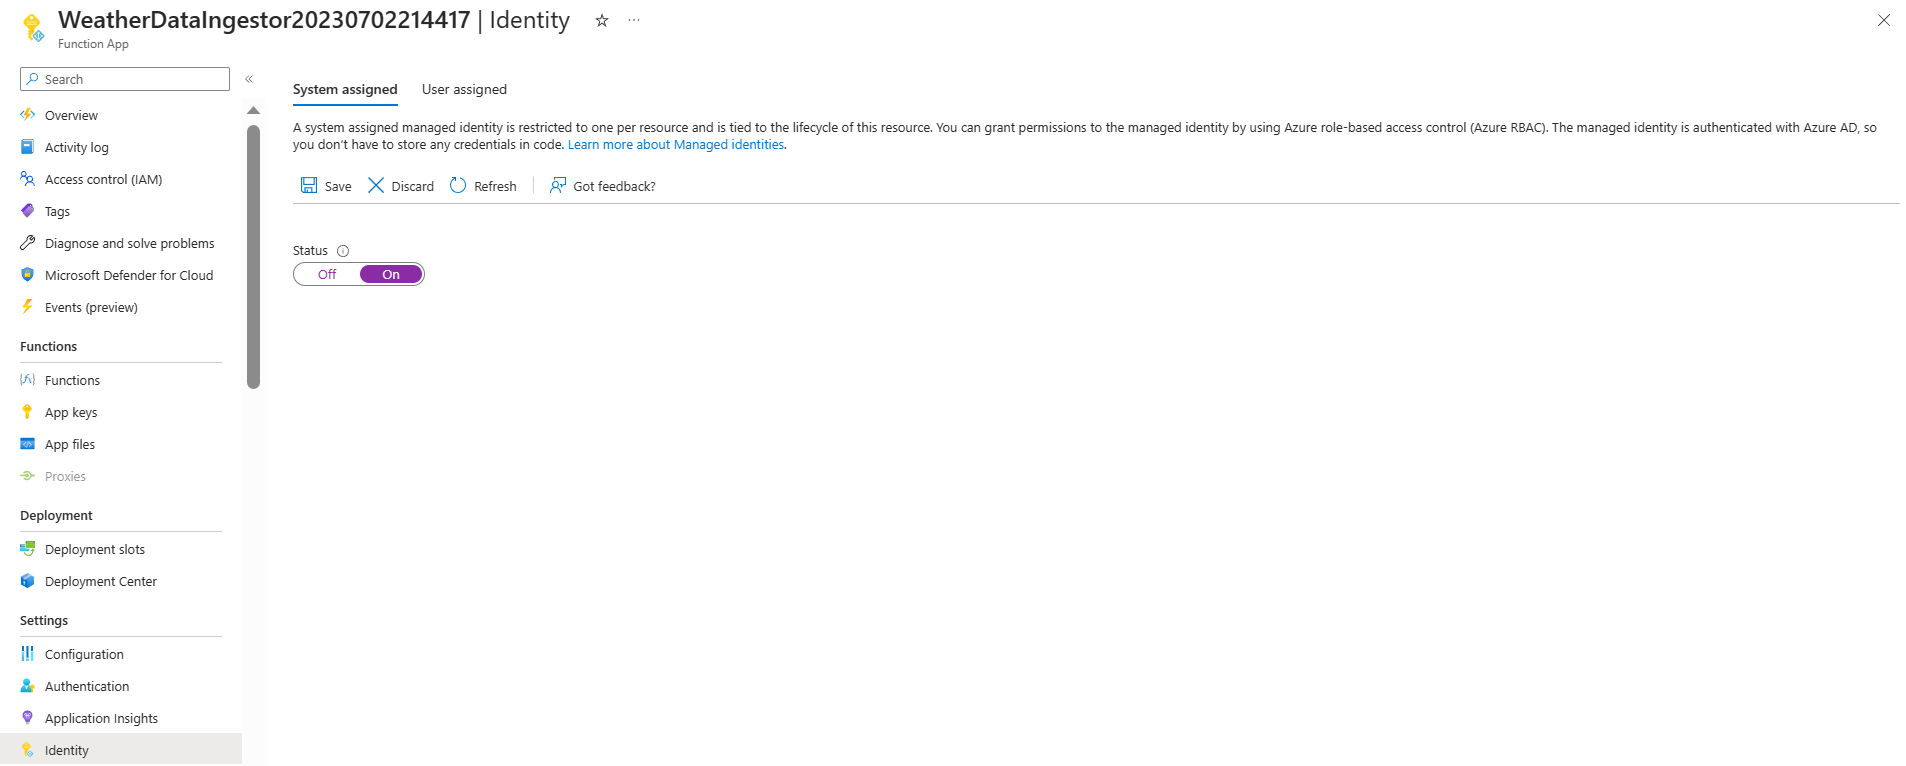 WeatherDataIngestor20230702214417 | Identity
Function App
Search
Overview
Activity log
Access control (IAM)
Tags
Diagnose and solve problems
Microsoft Defender for Cloud
Events (preview)
Functions
Functions
App keys
App files
Proxies
Deployment
Deployment slots
Deployment Center
Settings
Configuration
Authentication
Application Insights
Identity
System assigned User assigned
A system assigned managed identity is restricted to one per resource and is tied to the lifecycle of this resource. You can grant permissions to the managed identity by using Azure role-based access control (Azure RBAC). The managed identity is authenticated with Azure AD, so
you don’t have to store any credentials in code. Learn more about Managed identities.
Save Discard Refresh Got feedback?
Status
Off On